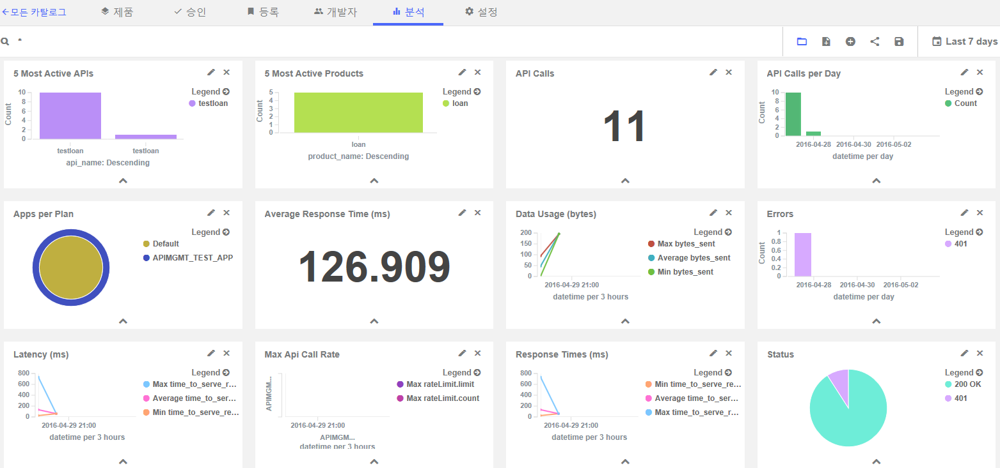 모든 카탈로그
제품
승인
등록
개발자
분석
설정
*
Last 7 days
5 Most Active APIs
Legend
testloan
Count
10
8
6
4
2
0
testloan
testloan
api_name: Descending
5 Most Active Products
Legend
loan
Count
5
4
3
2
1
0
loan
product_name: Descending
API Calls
11
API Calls per Day
Legend
Count
Count
10
8
6
4
2
0
2016-04-28
2016-04-30
2016-05-02
datetime per day
Apps per Plan
Legend
Default
APIMGMT_TEST_APP
Average Response Time (ms)
126.909
Data Usage (bytes)
Legend
Max bytes_sent
Average bytes_sent
Min bytes_sent
200
150
100
50
0
2016-04-29 21:00
datetime per 3 hours
Errors
Legend
401
Count
1
0.8
0.6
0.4
0.2
0
2016-04-28
2016-04-30
2016-05-02
datetime per day
Latency (ms)
Legend
Max time_to_serve_r...
Average time_to_ser...
Min time_to_serve_re...
800
600
400
200
0
2016-04-29 21:00
datetime per 3 hours
Max Api Call Rate
Legend
Max rateLimit.limit
Max rateLimit.count
APIMGM...
2016-04-29 21:00
APIMGM...
datetime per 3 hours
Response Times (ms)
Legend
Min time_to_serve_re...
Average time_to_ser...
Max time_to_serve_r...
800
600
400
200
0
2016-04-29 21:00
datetime per 3 hours
Status
Legend
200 OK
401